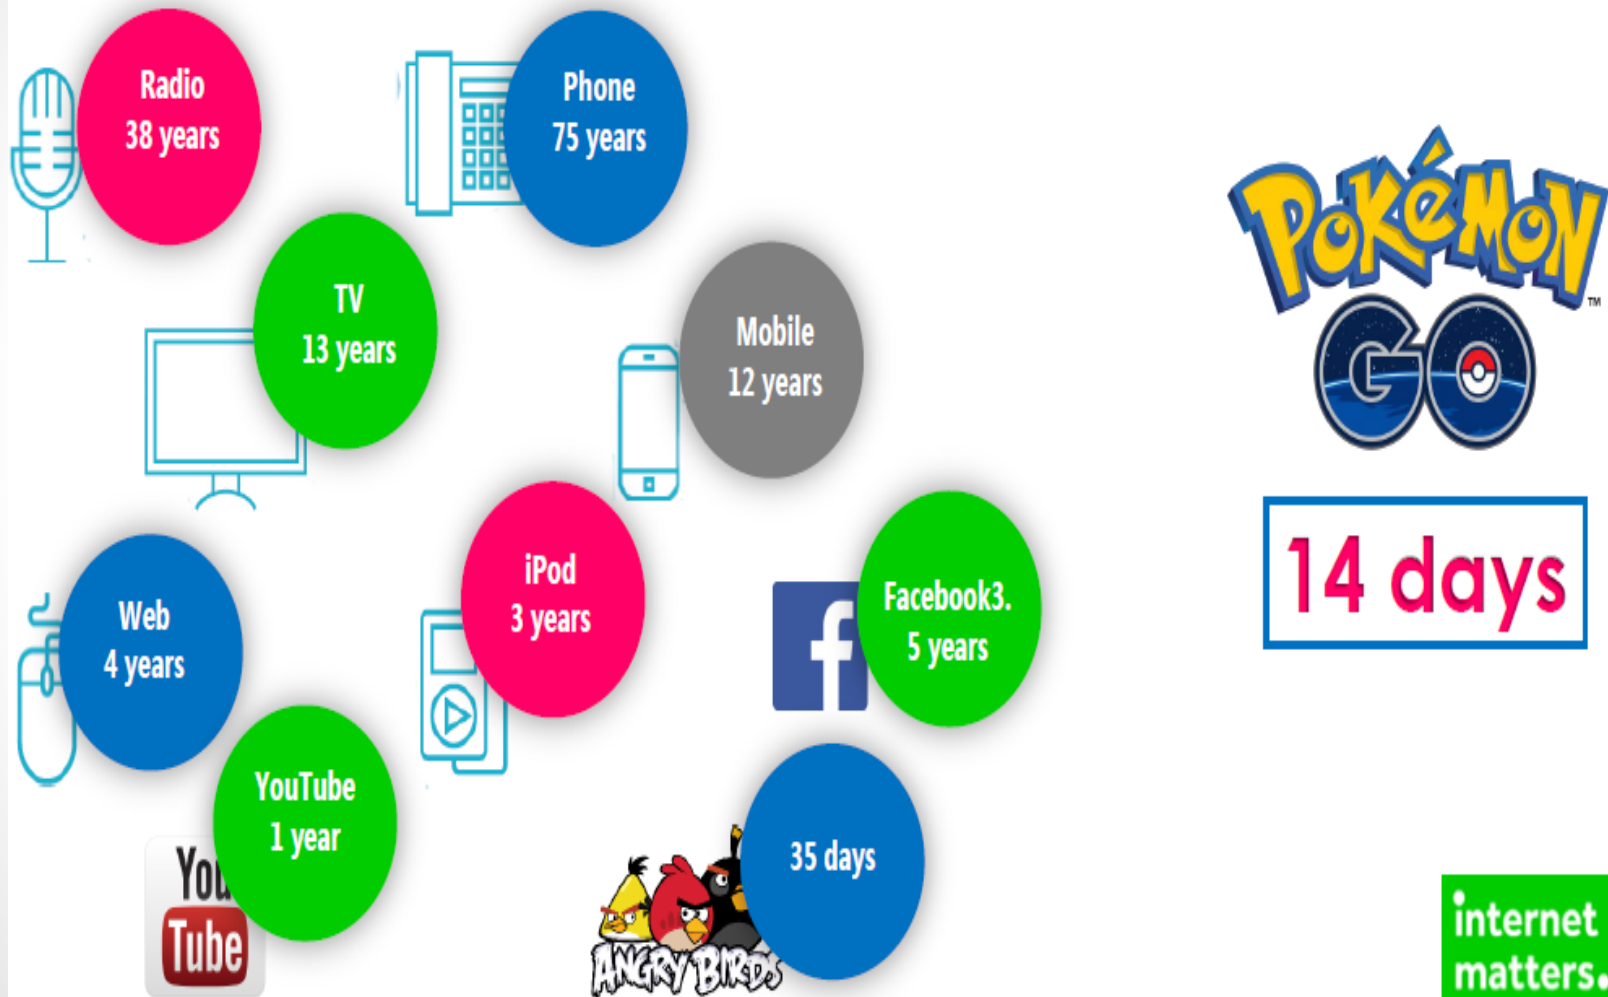 Radio
38 years
Phone
75 years
TV
13 years
Mobile
12 years
POKéMON
TM
GO
iPod
3 years
Facebook3.
5 years
f
14 days
Web
4 years
YouTube
1 year
You
Tube
35 days
ANGRY BIRDS
internet
matters.